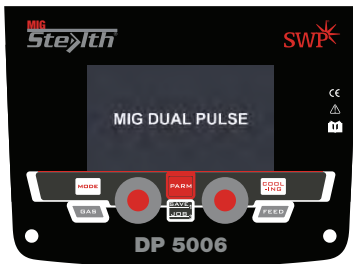 MIG
Stealth
SWP
CE
MIG DUAL PULSE
MODE
PARM
COOL
-ING
GAS
SAVE
JOB
FEED
DP 5006